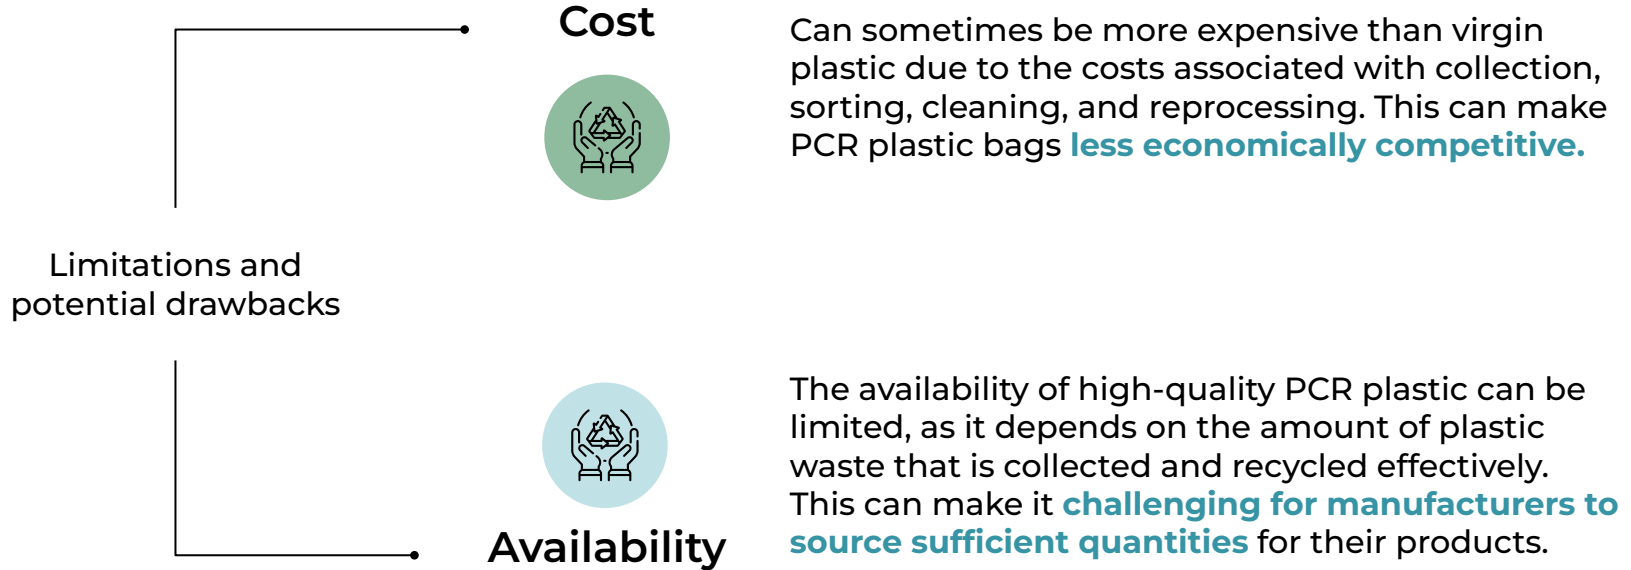 Cost
Can sometimes be more expensive than virgin
plastic due to the costs associated with collection,
sorting, cleaning, and reprocessing. This can make
PCR plastic bags less economically competitive.
Limitations and
potential drawbacks
The availability of high-quality PCR plastic can be
limited, as it depends on the amount of plastic
waste that is collected and recycled effectively.
This can make it challenging for manufacturers to
source sufficient quantities for their products.
Availability